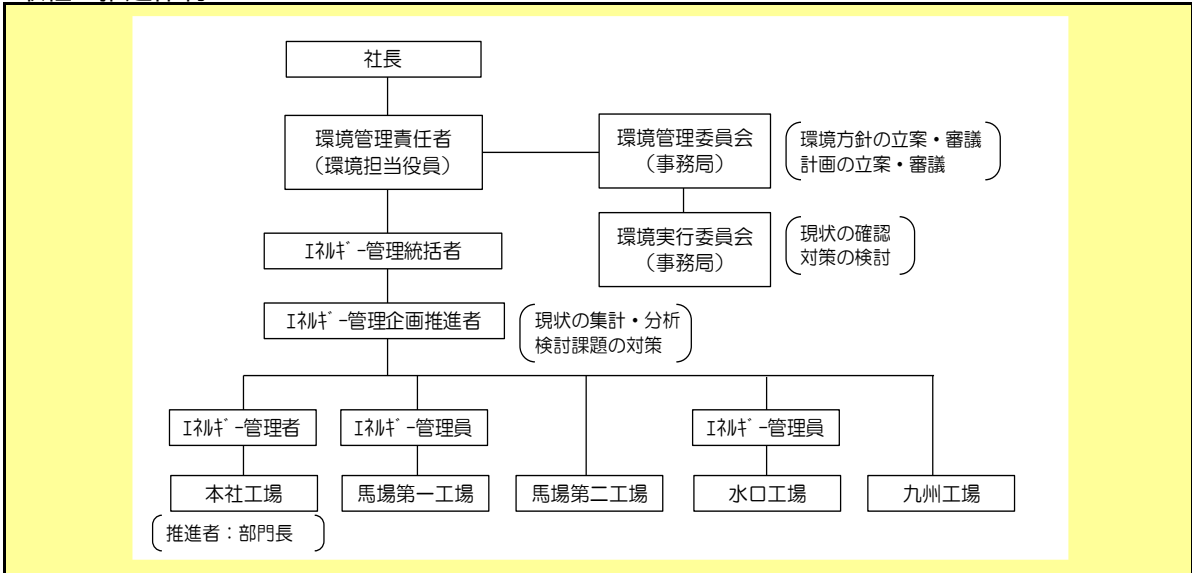 社長
環境管理責任者
（環境担当役員）
環境管理委員会
（事務局）
環境方針の立案・審議
計画の立案・審議
環境実行委員会
（事務局）
現状の確認
対策の検討
ｴﾈﾙｷﾞｰ管理統括者
ｴﾈﾙｷﾞｰ管理企画推進者
現状の集計・分析
検討課題の対策
ｴﾈﾙｷﾞｰ管理者
ｴﾈﾙｷﾞｰ管理員
ｴﾈﾙｷﾞｰ管理員
本社工場
馬場第一工場
馬場第二工場
水口工場
九州工場
推進者：部門長